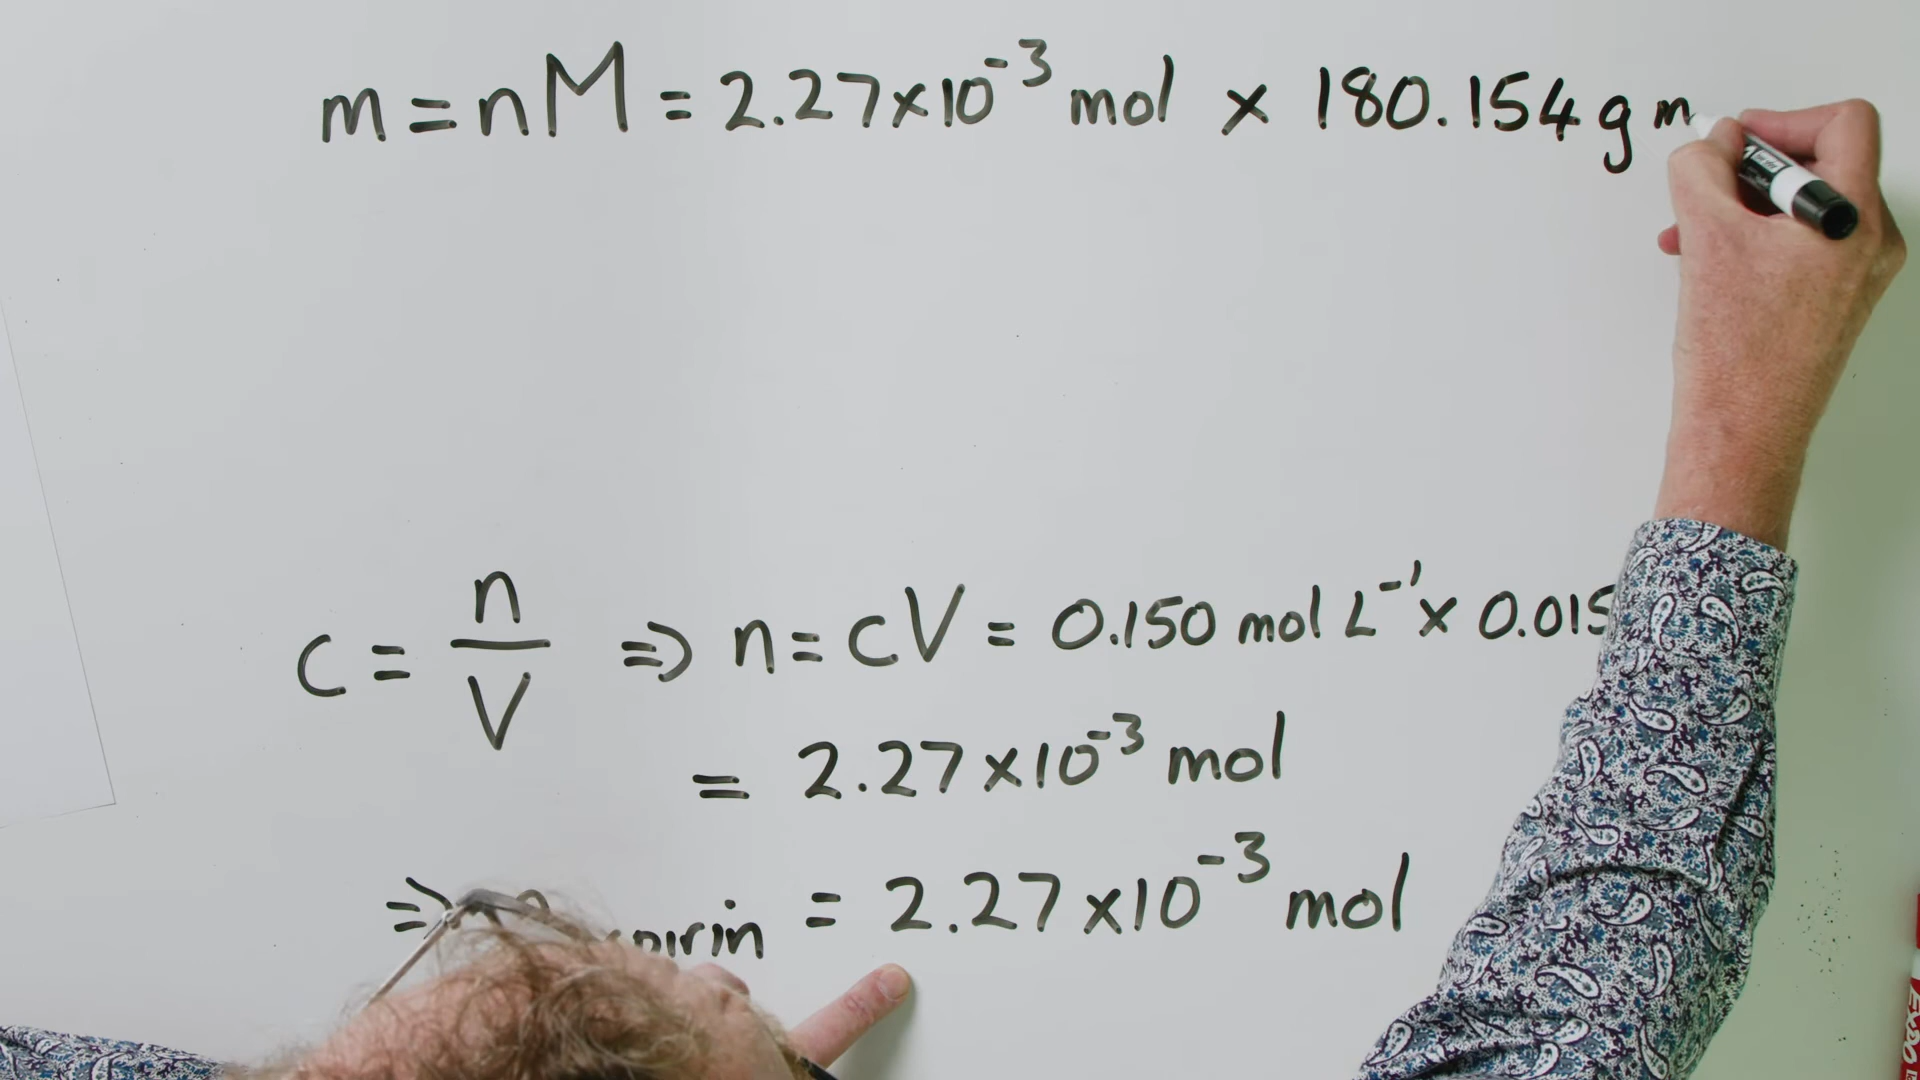 m = nM = 2.27×10⁻³ mol × 180.154 g m
c = n/V ⇒ n = cV = 0.150 mol L⁻¹ × 0.015
= 2.27×10⁻³ mol
⇒ = 2.27×10⁻³ mol
EXPO